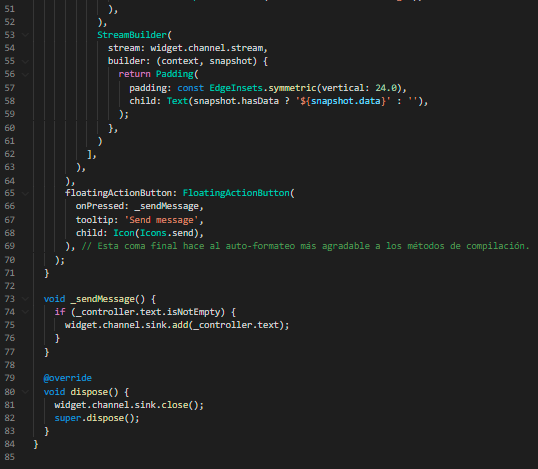 51 ),
52 ),
53 StreamBuilder(
54 stream: widget.channel.stream,
55 builder: (context, snapshot) {
56 return Padding(
57 padding: const EdgeInsets.symmetric(vertical: 24.0),
58 child: Text(snapshot.hasData ? '${snapshot.data}' : ''),
59 );
60 },
61 )
62 ],
63 ),
64 ),
65 floatingActionButton: FloatingActionButton(
66 onPressed: _sendMessage,
67 tooltip: 'Send message',
68 child: Icon(Icons.send),
69 ), // Esta coma final hace al auto-formateo más agradable a los métodos de compilación.
70 );
71 }
72
73 void _sendMessage() {
74 if (_controller.text.isNotEmpty) {
75 widget.channel.sink.add(_controller.text);
76 }
77 }
78
79 @override
80 void dispose() {
81 widget.channel.sink.close();
82 super.dispose();
83 }
84 }
85